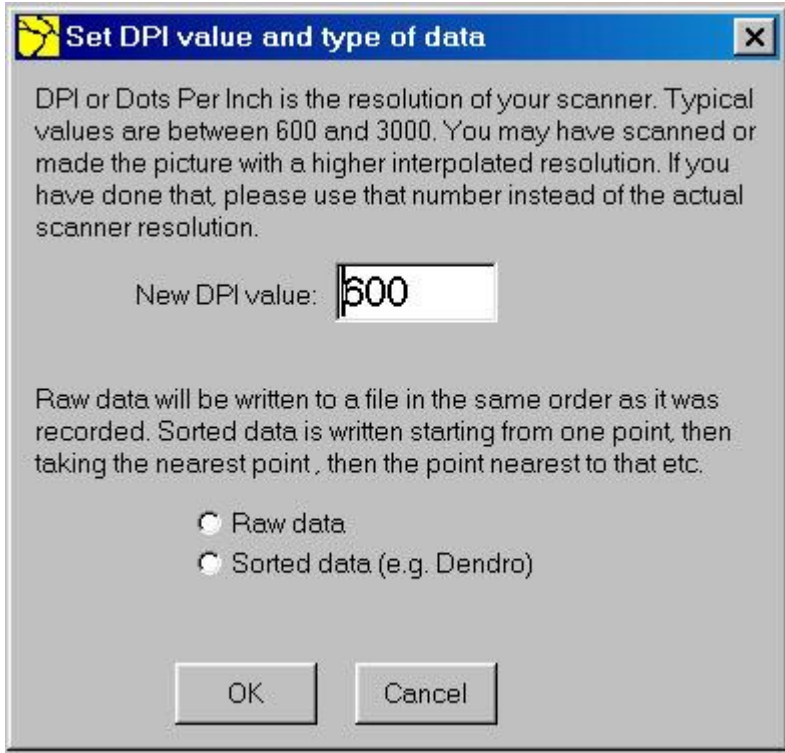 Set DPI value and type of data
DPI or Dots Per Inch is the resolution of your scanner. Typical
values are between 600 and 3000. You may have scanned or
made the picture with a higher interpolated resolution. If you
have done that, please use that number instead of the actual
scanner resolution.
New DPI value: 600
Raw data will be written to a file in the same order as it was
recorded. Sorted data is written starting from one point, then
taking the nearest point , then the point nearest to that etc.
Raw data
Sorted data (e.g. Dendro)
OK Cancel